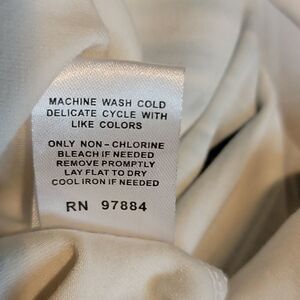 MACHINE WASH COLD
DELICATE CYCLE WITH
LIKE COLORS
ONLY NON - CHLORINE
BLEACH IF NEEDED
REMOVE PROMPTLY
LAY FLAT TO DRY
COOL IRON IF NEEDED
RN 97884